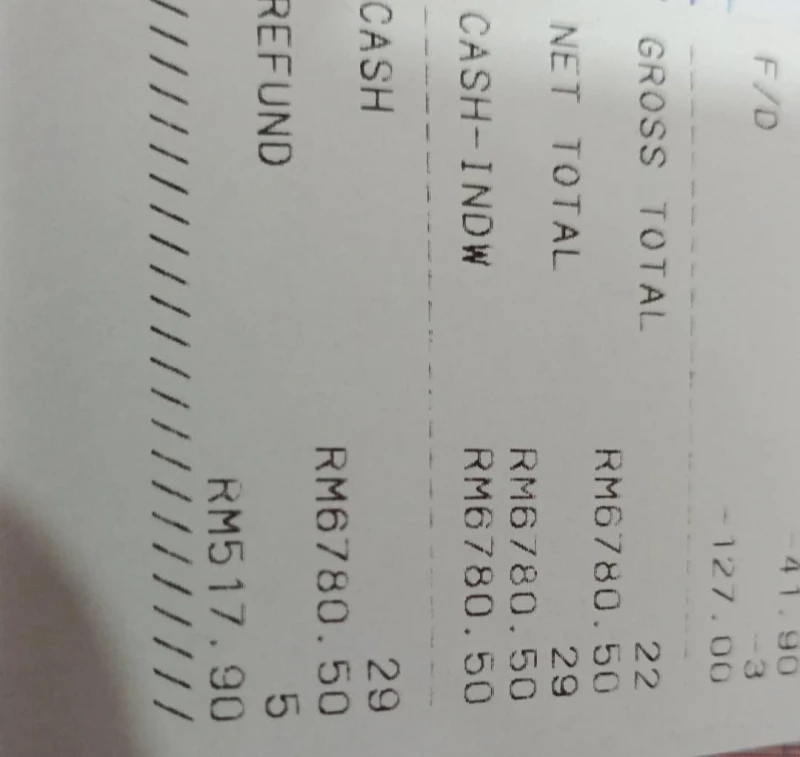 -41.90
F/D -3
-127.00
GROSS TOTAL 22
RM6780.50
NET TOTAL 29
RM6780.50
CASH-INDW RM6780.50
CASH 29
RM6780.50
REFUND 5
RM517.90